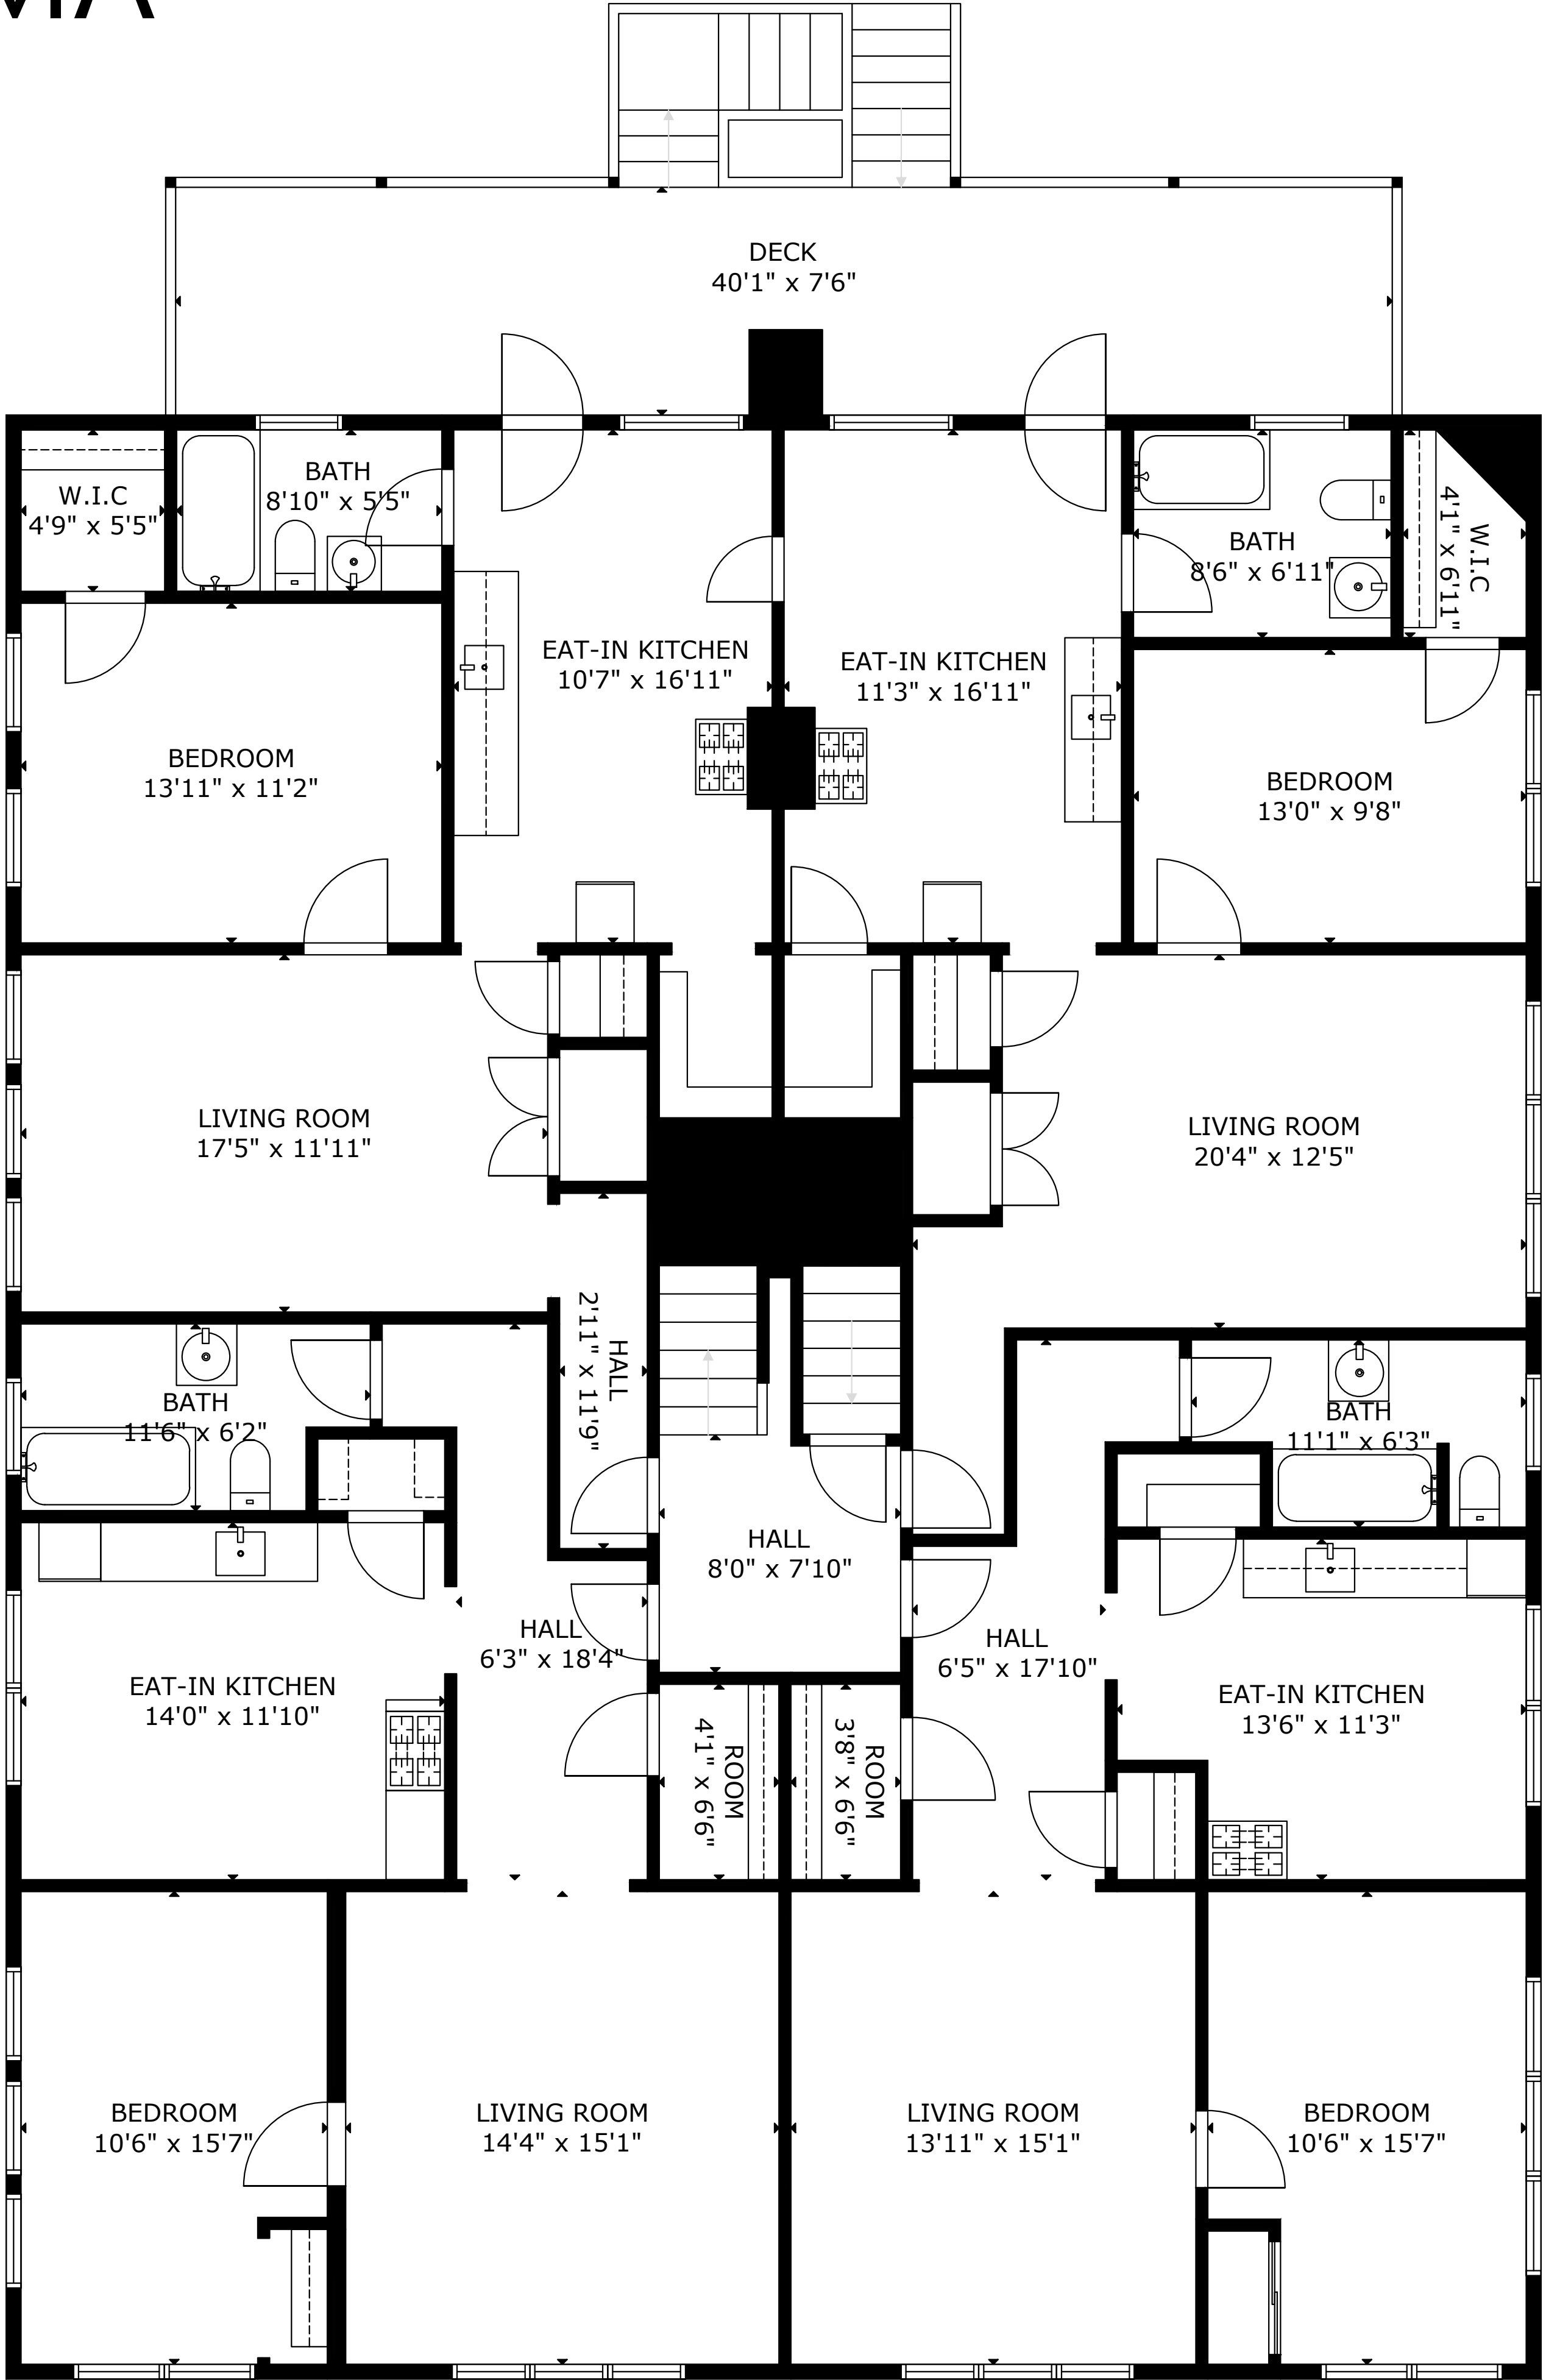 DECK
40'1" x 7'6"
BATH
8'10" x 5'5"
W.I.C
4'9" x 5'5"
BATH
8'6" x 6'11"
W.I.C
4'1" x 6'11"
EAT-IN KITCHEN
10'7" x 16'11"
EAT-IN KITCHEN
11'3" x 16'11"
BEDROOM
13'11" x 11'2"
BEDROOM
13'0" x 9'8"
LIVING ROOM
17'5" x 11'11"
LIVING ROOM
20'4" x 12'5"
HALL
2'11" x 11'9"
BATH
11'6" x 6'2"
BATH
11'1" x 6'3"
HALL
8'0" x 7'10"
HALL
6'3" x 18'4"
HALL
6'5" x 17'10"
EAT-IN KITCHEN
14'0" x 11'10"
EAT-IN KITCHEN
13'6" x 11'3"
ROOM
4'1" x 6'6"
ROOM
3'8" x 6'6"
BEDROOM
10'6" x 15'7"
LIVING ROOM
14'4" x 15'1"
LIVING ROOM
13'11" x 15'1"
BEDROOM
10'6" x 15'7"